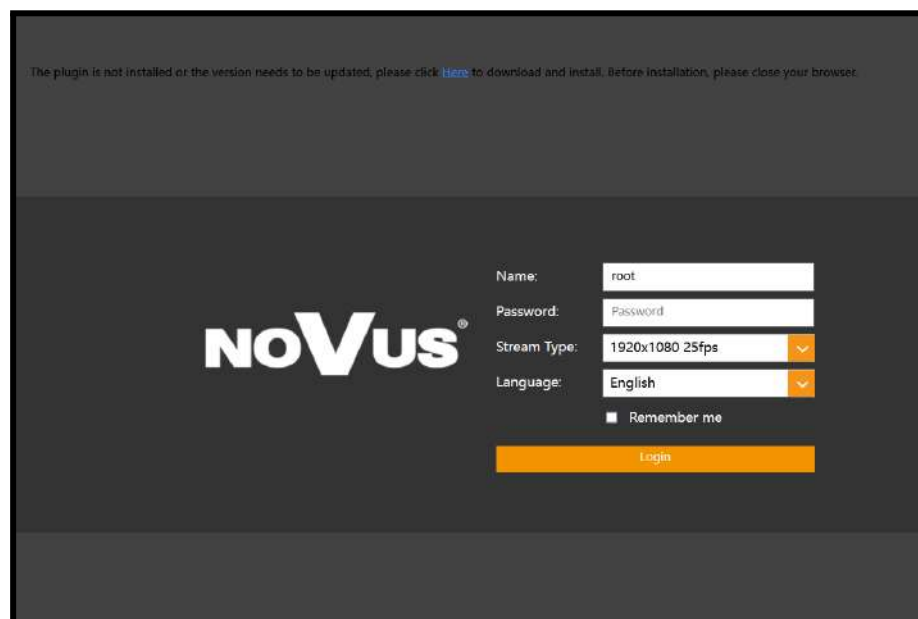 The plugin is not installed or the version needs to be updated, please click Here to download and install. Before installation, please close your browser.
NOVUS®
Name: root
Password: Password
Stream Type: 1920x1080 25fps
Language: English
Remember me
Login